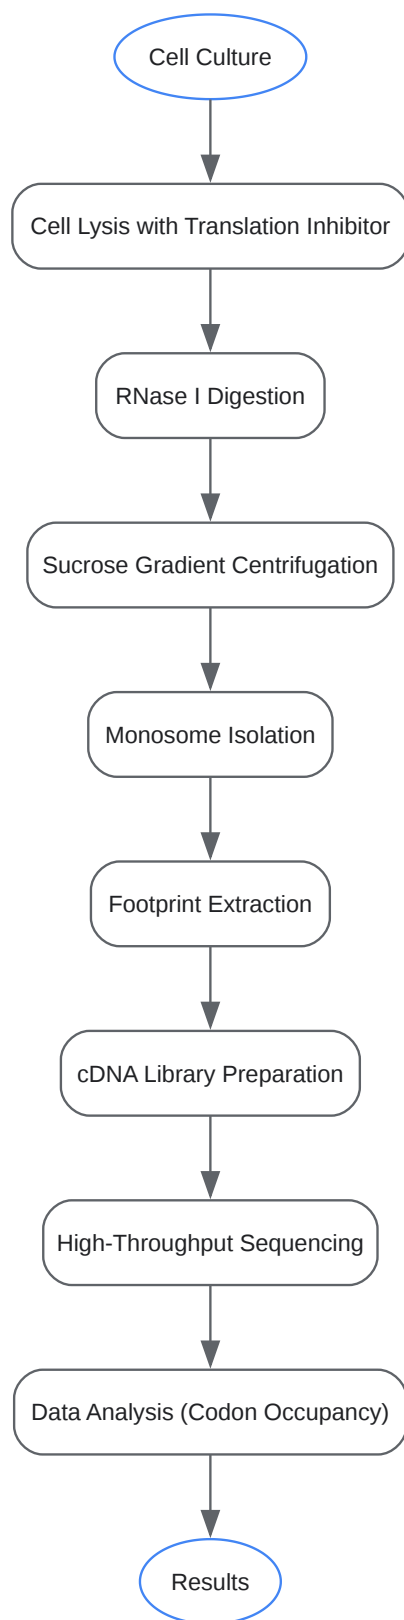 Cell Culture
Cell Lysis with Translation Inhibitor
RNase I Digestion
Sucrose Gradient Centrifugation
Monosome Isolation
Footprint Extraction
cDNA Library Preparation
High-Throughput Sequencing
Data Analysis (Codon Occupancy)
Results